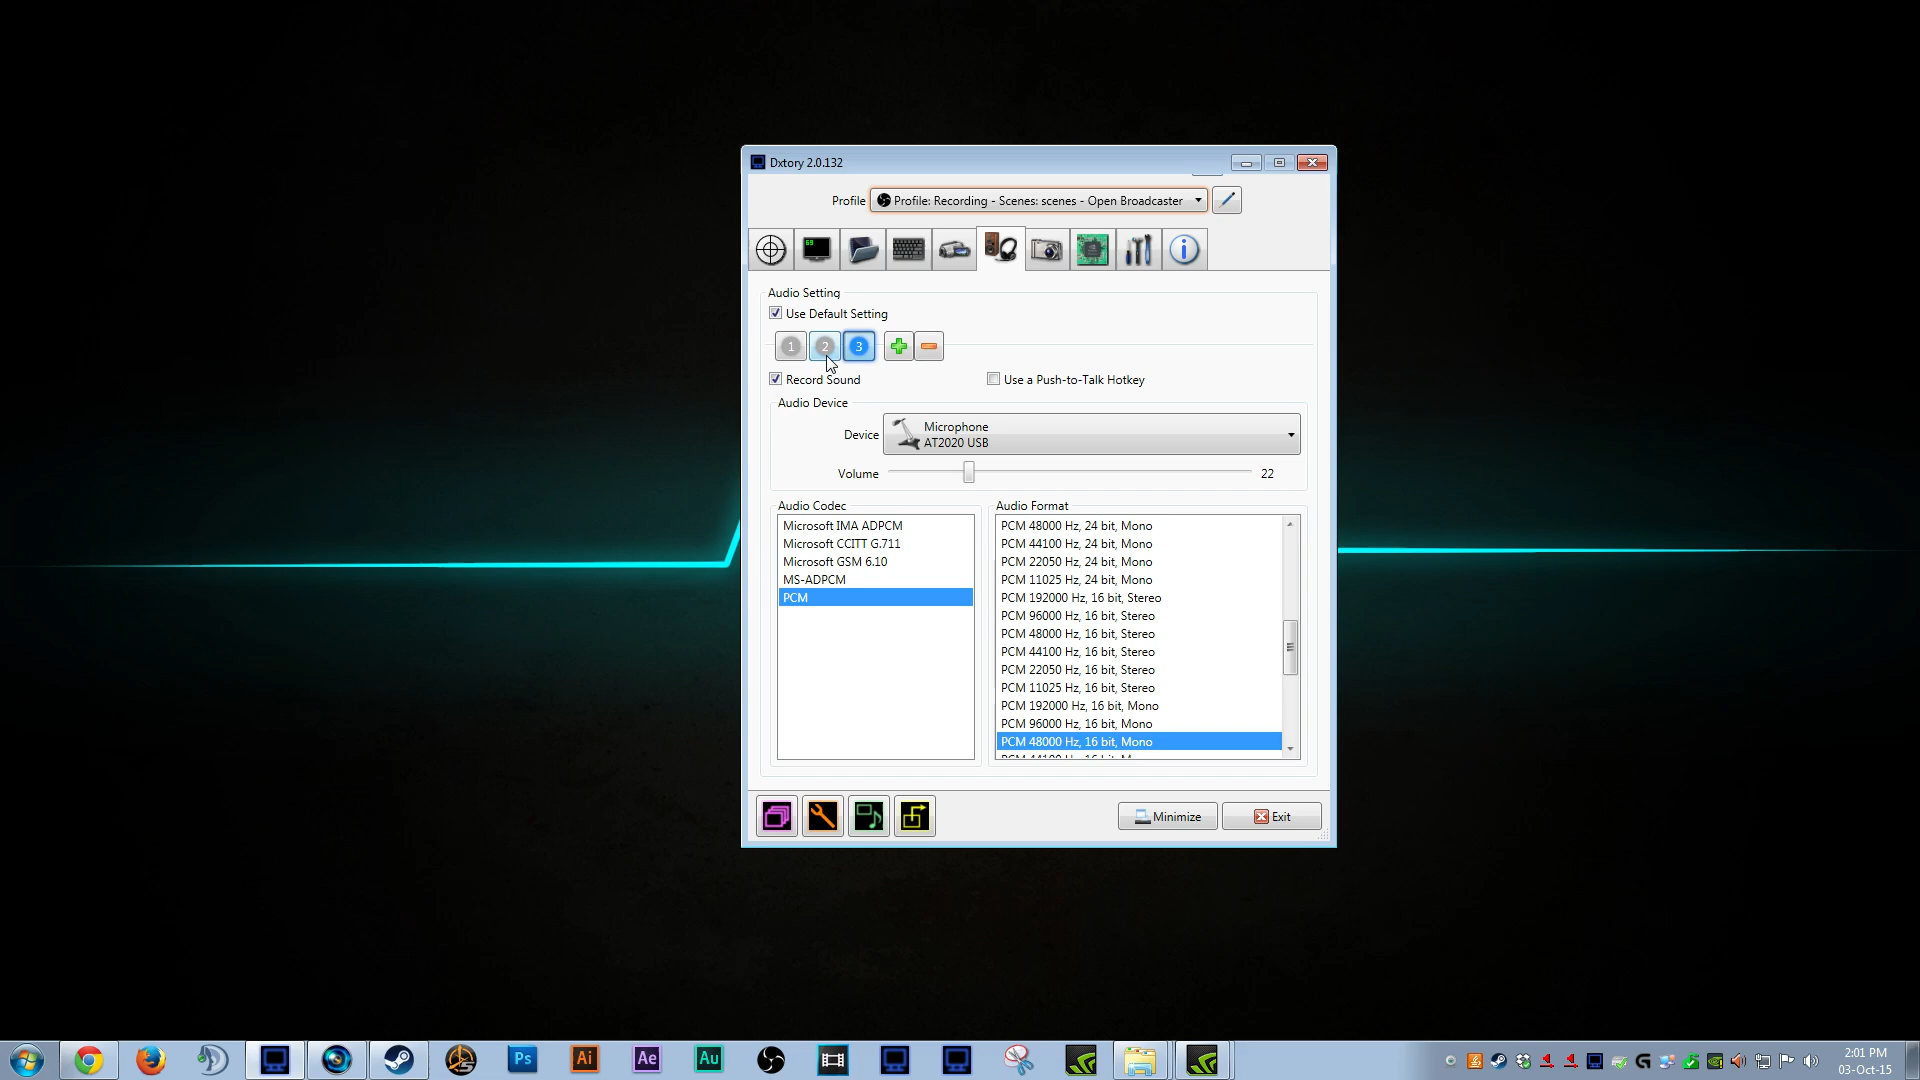 Dxtory 2.0.132
Profile
Profile: Recording - Scenes: scenes - Open Broadcaster
69
Audio Setting
Use Default Setting
1 2 3
Record Sound
Use a Push-to-Talk Hotkey
Audio Device
Device
Microphone
AT2020 USB
Volume
22
Audio Codec
Microsoft IMA ADPCM
Microsoft CCITT G.711
Microsoft GSM 6.10
MS-ADPCM
PCM
Audio Format
PCM 48000 Hz, 24 bit, Mono
PCM 44100 Hz, 24 bit, Mono
PCM 22050 Hz, 24 bit, Mono
PCM 11025 Hz, 24 bit, Mono
PCM 192000 Hz, 16 bit, Stereo
PCM 96000 Hz, 16 bit, Stereo
PCM 48000 Hz, 16 bit, Stereo
PCM 44100 Hz, 16 bit, Stereo
PCM 22050 Hz, 16 bit, Stereo
PCM 11025 Hz, 16 bit, Stereo
PCM 192000 Hz, 16 bit, Mono
PCM 96000 Hz, 16 bit, Mono
PCM 48000 Hz, 16 bit, Mono
Minimize
Exit
Ps
Ai
Ae
Au
2:01 PM
03-Oct-15